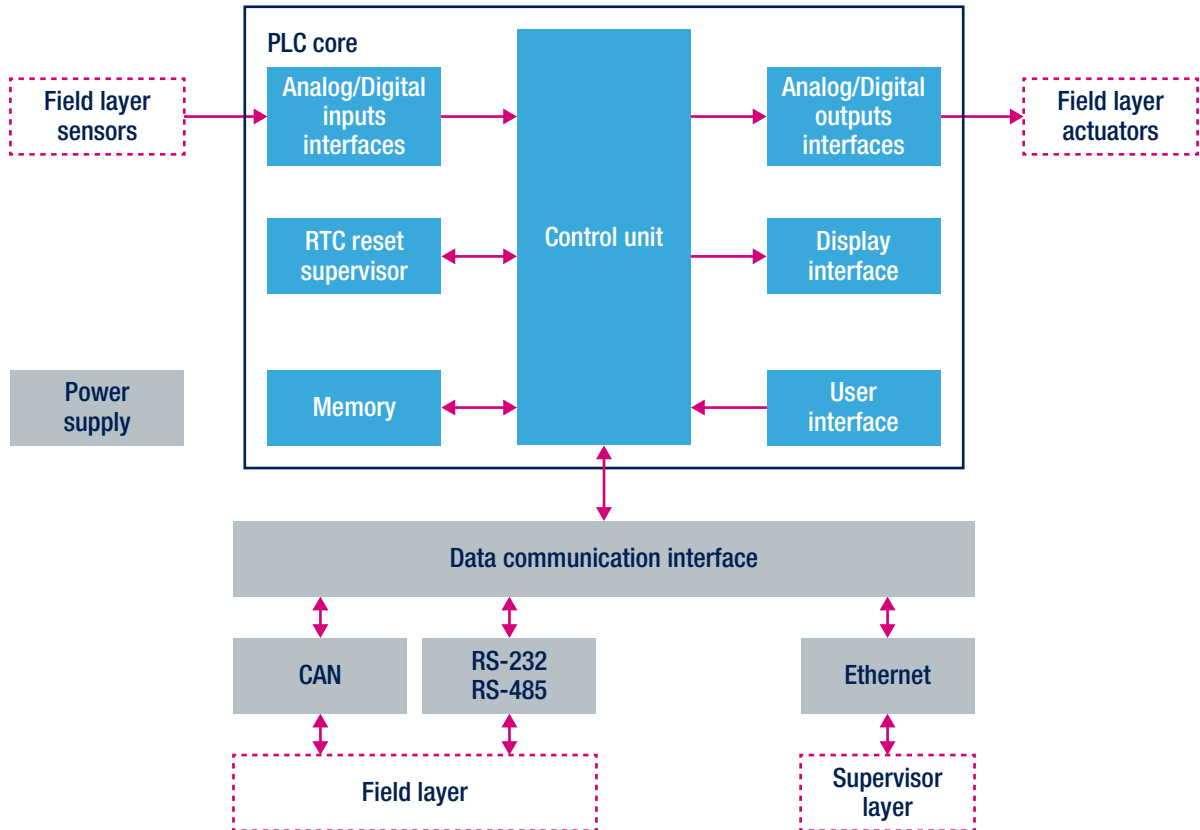 PLC core
Field layer
sensors
Analog/Digital
inputs
interfaces
Control unit
Analog/Digital
outputs
interfaces
Field layer
actuators
RTC reset
supervisor
Display
interface
Power
supply
Memory
User
interface
Data communication interface
CAN
RS-232
RS-485
Ethernet
Field layer
Supervisor
layer